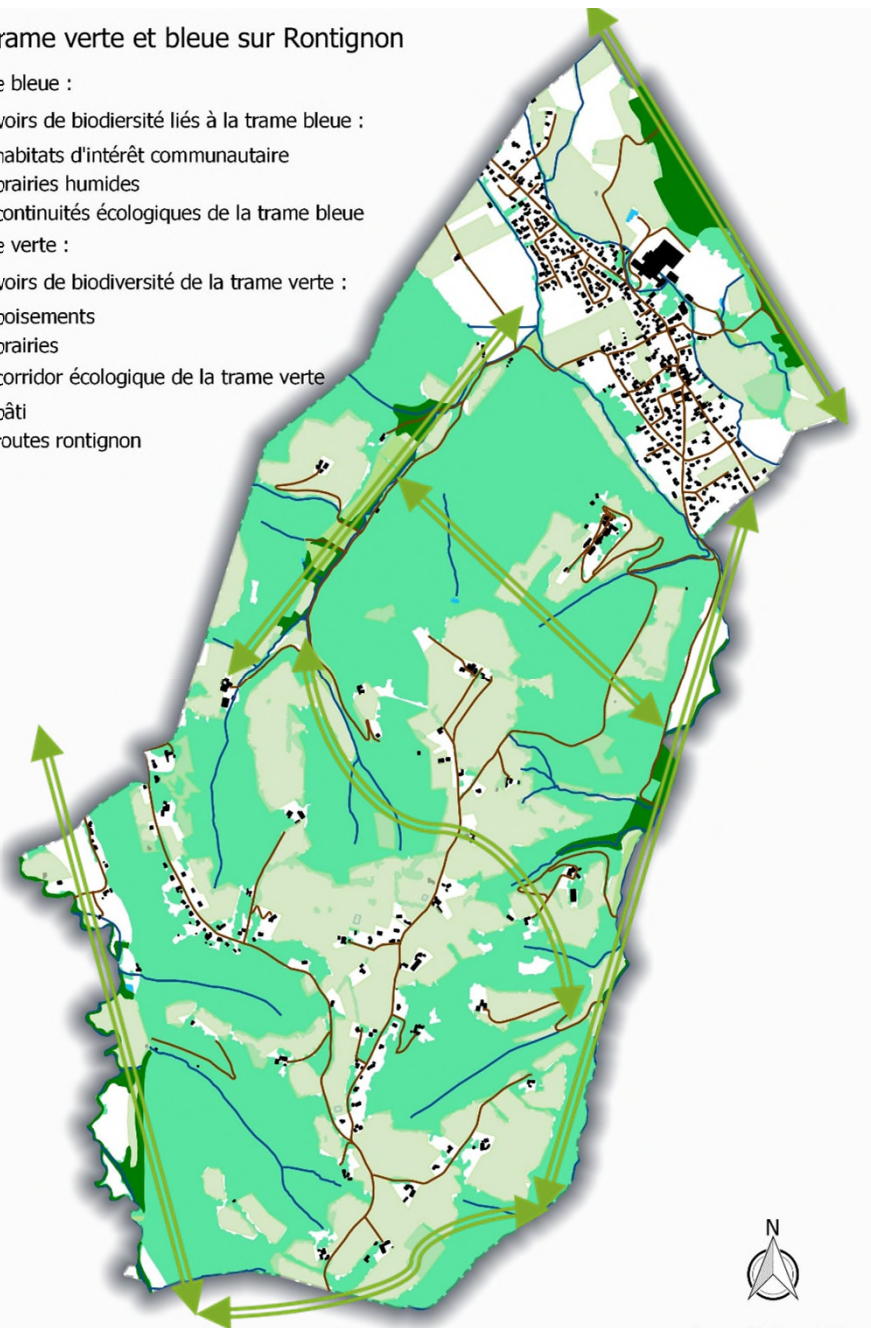 rame verte et bleue sur Rontignon
e bleue :
voirs de biodiersité liés à la trame bleue :
habitats d'intérêt communautaire
prairies humides
continuités écologiques de la trame bleue
e verte :
voirs de biodiversité de la trame verte :
boisements
prairies
corridor écologique de la trame verte
bâti
routes rontignon
N